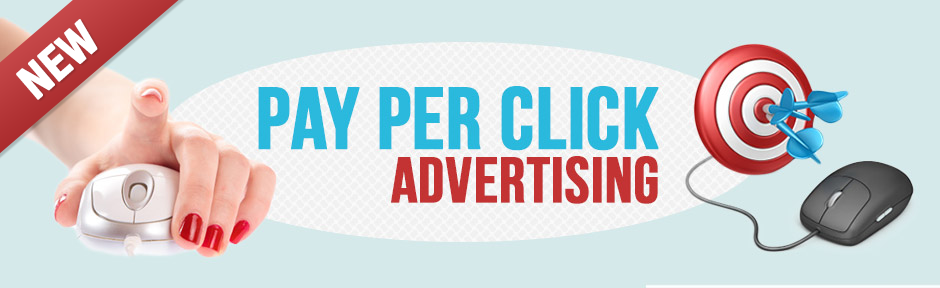 NEW
PAY PER CLICK
ADVERTISING